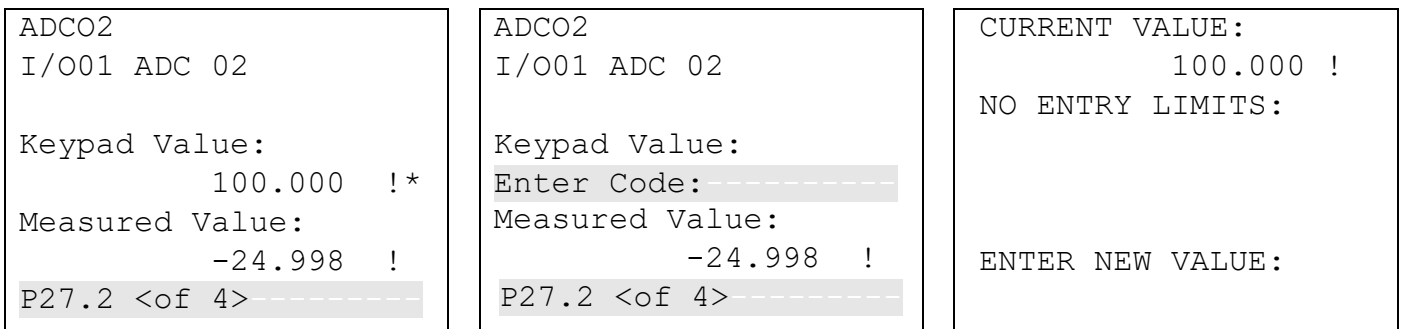 ADCO2
I/O01 ADC 02
Keypad Value:
100.000 !*
Measured Value:
-24.998 !
P27.2 <of 4>----------
ADCO2
I/O01 ADC 02
Keypad Value:
Enter Code:----------
Measured Value:
-24.998 !
P27.2 <of 4>----------
CURRENT VALUE:
100.000 !
NO ENTRY LIMITS:
ENTER NEW VALUE: